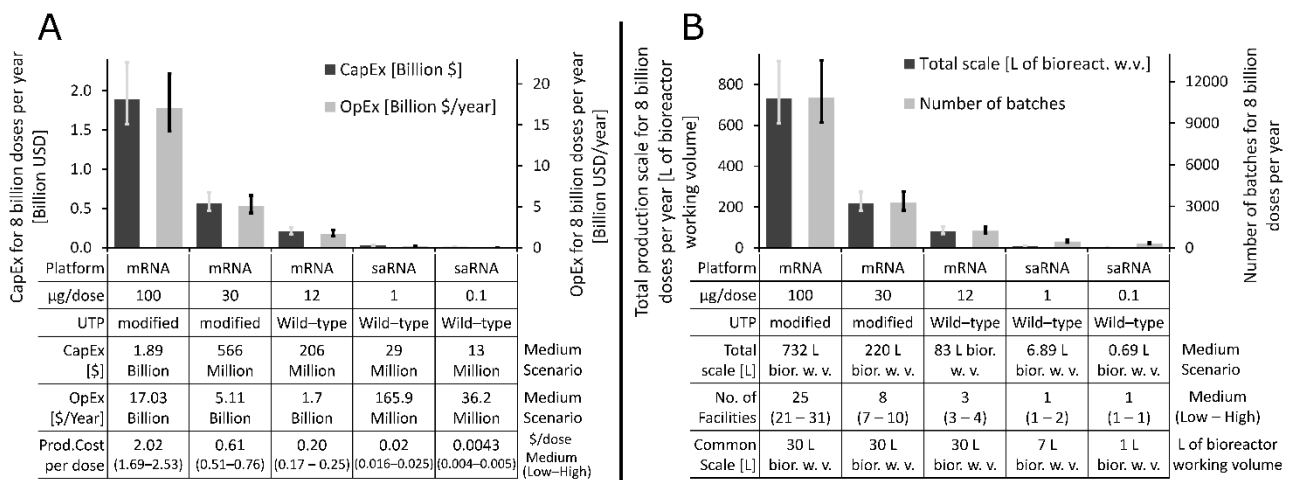 A
CapEx for 8 billion doses per year
[Billion USD]
2.0
1.5
1.0
0.5
0.0
CapEx [Billion $]
OpEx [Billion $/year]
20
15
10
5
0
OpEx for 8 billion doses per year
[Billion USD/year]
Platform mRNA mRNA mRNA saRNA saRNA
µg/dose 100 30 12 1 0.1
UTP modified modified Wild–type Wild–type Wild–type
CapEx 1.89 566 206 29 13 Medium
[$] Billion Million Million Million Million Scenario
OpEx 17.03 5.11 1.7 165.9 36.2 Medium
[$/Year] Billion Billion Billion Million Million Scenario
Prod.Cost 2.02 0.61 0.20 0.02 0.0043 $/dose
per dose (1.69–2.53) (0.51–0.76) (0.17 – 0.25) (0.016–0.025) (0.004–0.005) Medium
(Low–High)
B
Total production scale for 8 billion
doses per year [L of bioreactor
working volume]
800
600
400
200
0
Total scale [L of bioreact. w.v.]
Number of batches
12000
9000
6000
3000
0
Number of batches for 8 billion
doses per year
Platform mRNA mRNA mRNA saRNA saRNA
µg/dose 100 30 12 1 0.1
UTP modified modified Wild–type Wild–type Wild–type
Total 732 L 220 L 83 L bior. 6.89 L 0.69 L Medium
scale [L] bior. w. v. bior. w. v. w. v. bior. w. v. bior. w. v. Scenario
No. of 25 8 3 1 1 Medium
Facilities (21 – 31) (7 – 10) (3 – 4) (1 – 2) (1 – 1) (Low – High)
Common 30 L 30 L 30 L 7 L 1 L L of bioreactor
Scale [L] bior. w. v. bior. w. v. bior. w. v. bior. w. v. bior. w. v. working volume